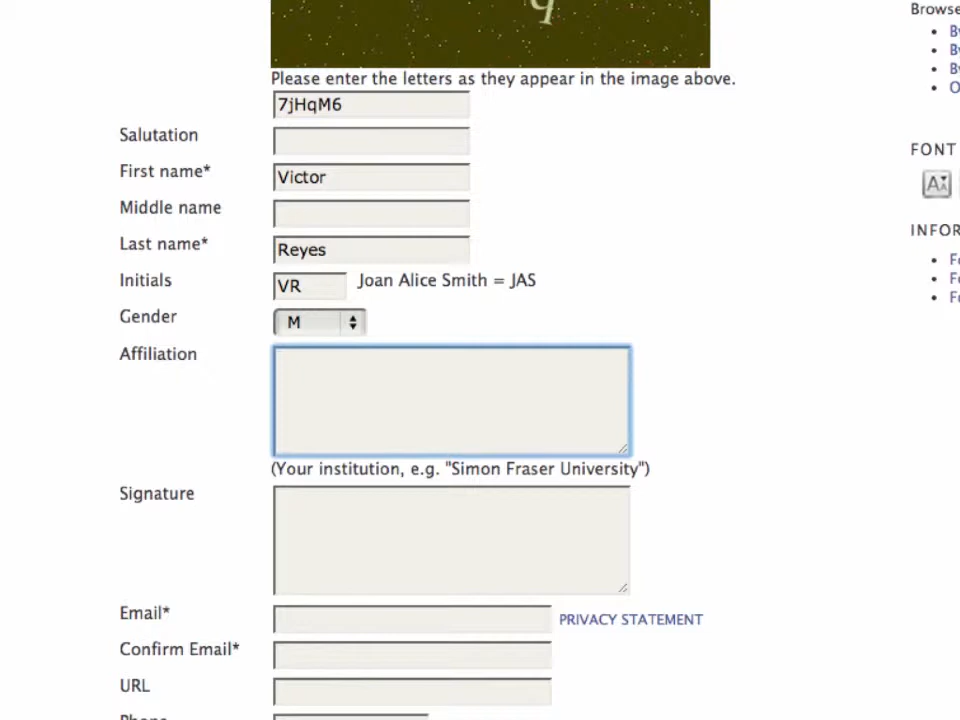 q
Please enter the letters as they appear in the image above.
7jHqM6
Salutation
First name* Victor
Middle name
Last name* Reyes
Initials VR Joan Alice Smith = JAS
Gender M
Affiliation
(Your institution, e.g. "Simon Fraser University")
Signature
Email* PRIVACY STATEMENT
Confirm Email*
URL
Phone
Browse
FONT
INFOR